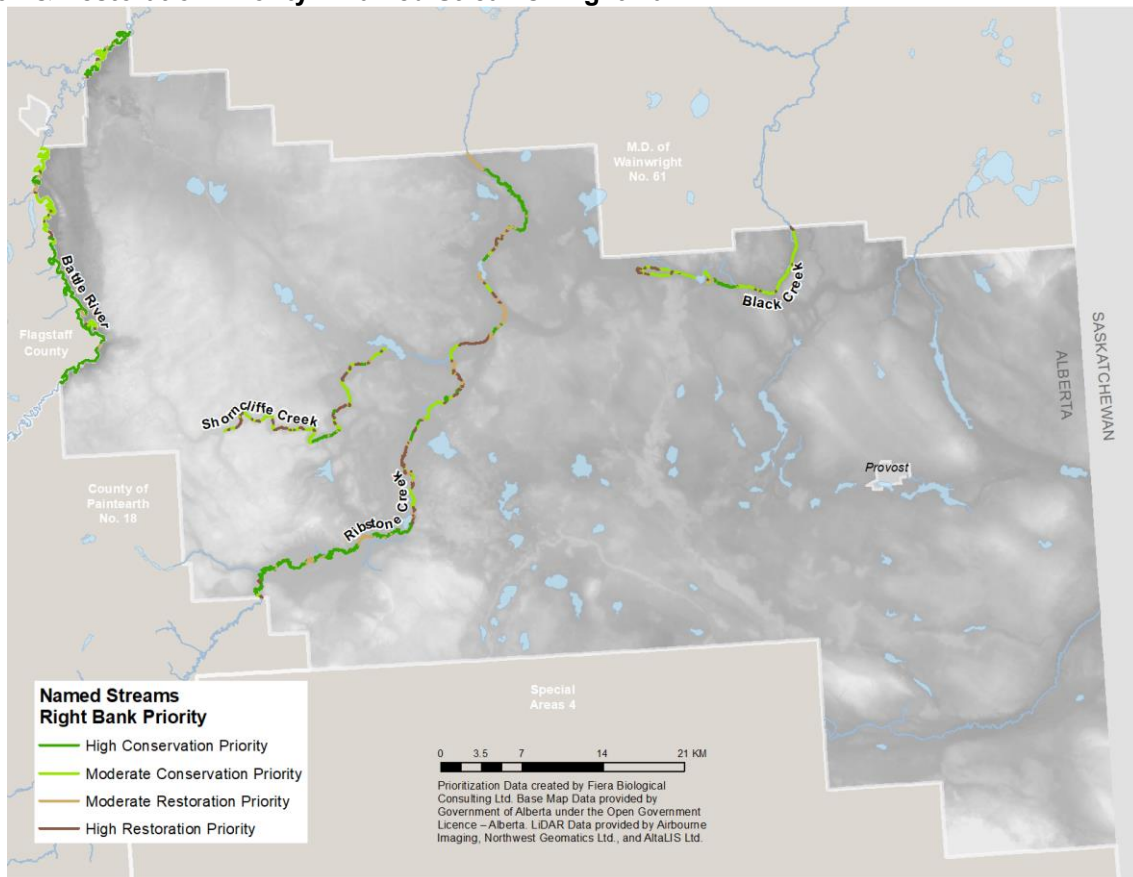 M.D. of
Wainwright
No. 61
Battle River
Black Creek
Flagstaff
County
SASKATCHEWAN
ALBERTA
Shorncliffe Creek
Provost
County of
Paintearth
No. 18
Ribstone Creek
Special
Areas 4
Named Streams
Right Bank Priority
High Conservation Priority
Moderate Conservation Priority
Moderate Restoration Priority
High Restoration Priority
0 3.5 7 14 21 KM
Prioritization Data created by Fiera Biological
Consulting Ltd. Base Map Data provided by
Government of Alberta under the Open Government
Licence – Alberta. LiDAR Data provided by Airbourne
Imaging, Northwest Geomatics Ltd., and AltaLIS Ltd.